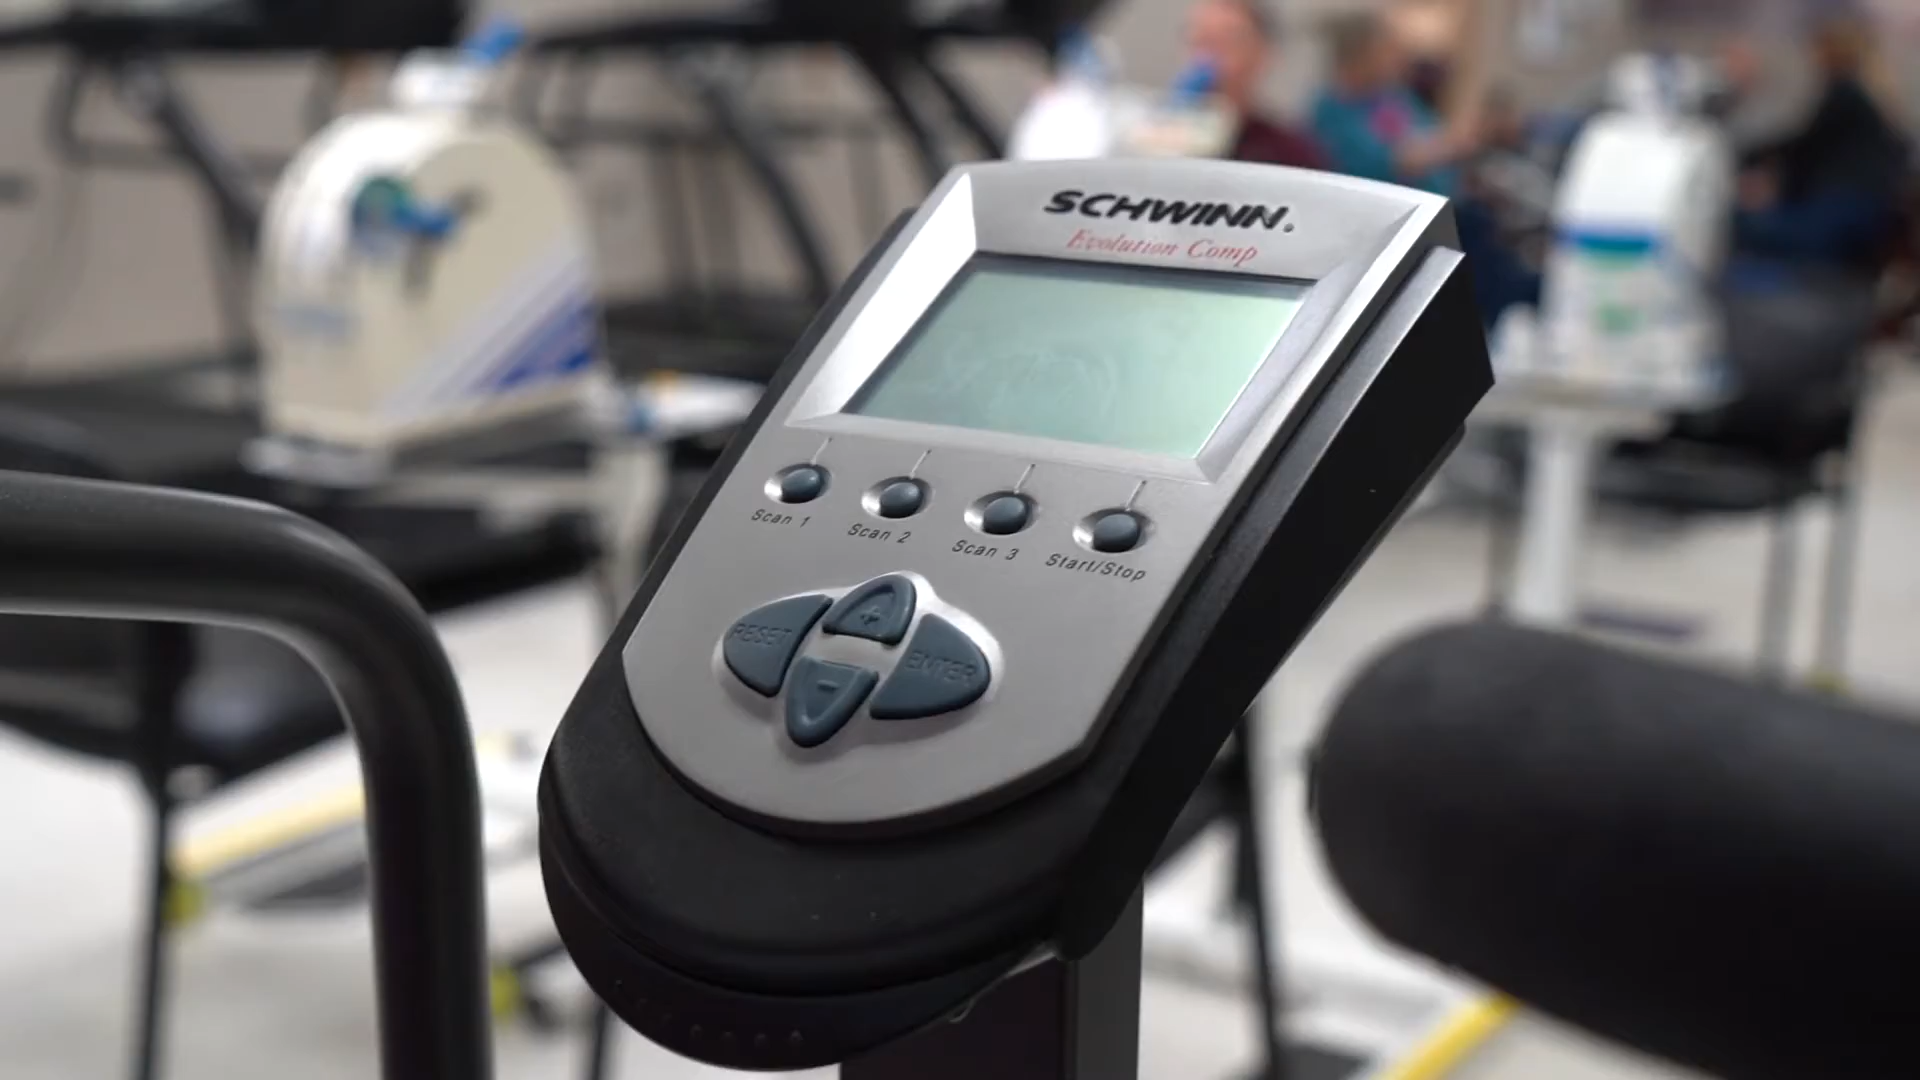 SCHWINN.
Evolution Comp
Scan 1
Scan 2
Scan 3
Start/Stop
RESET
+
ENTER
-